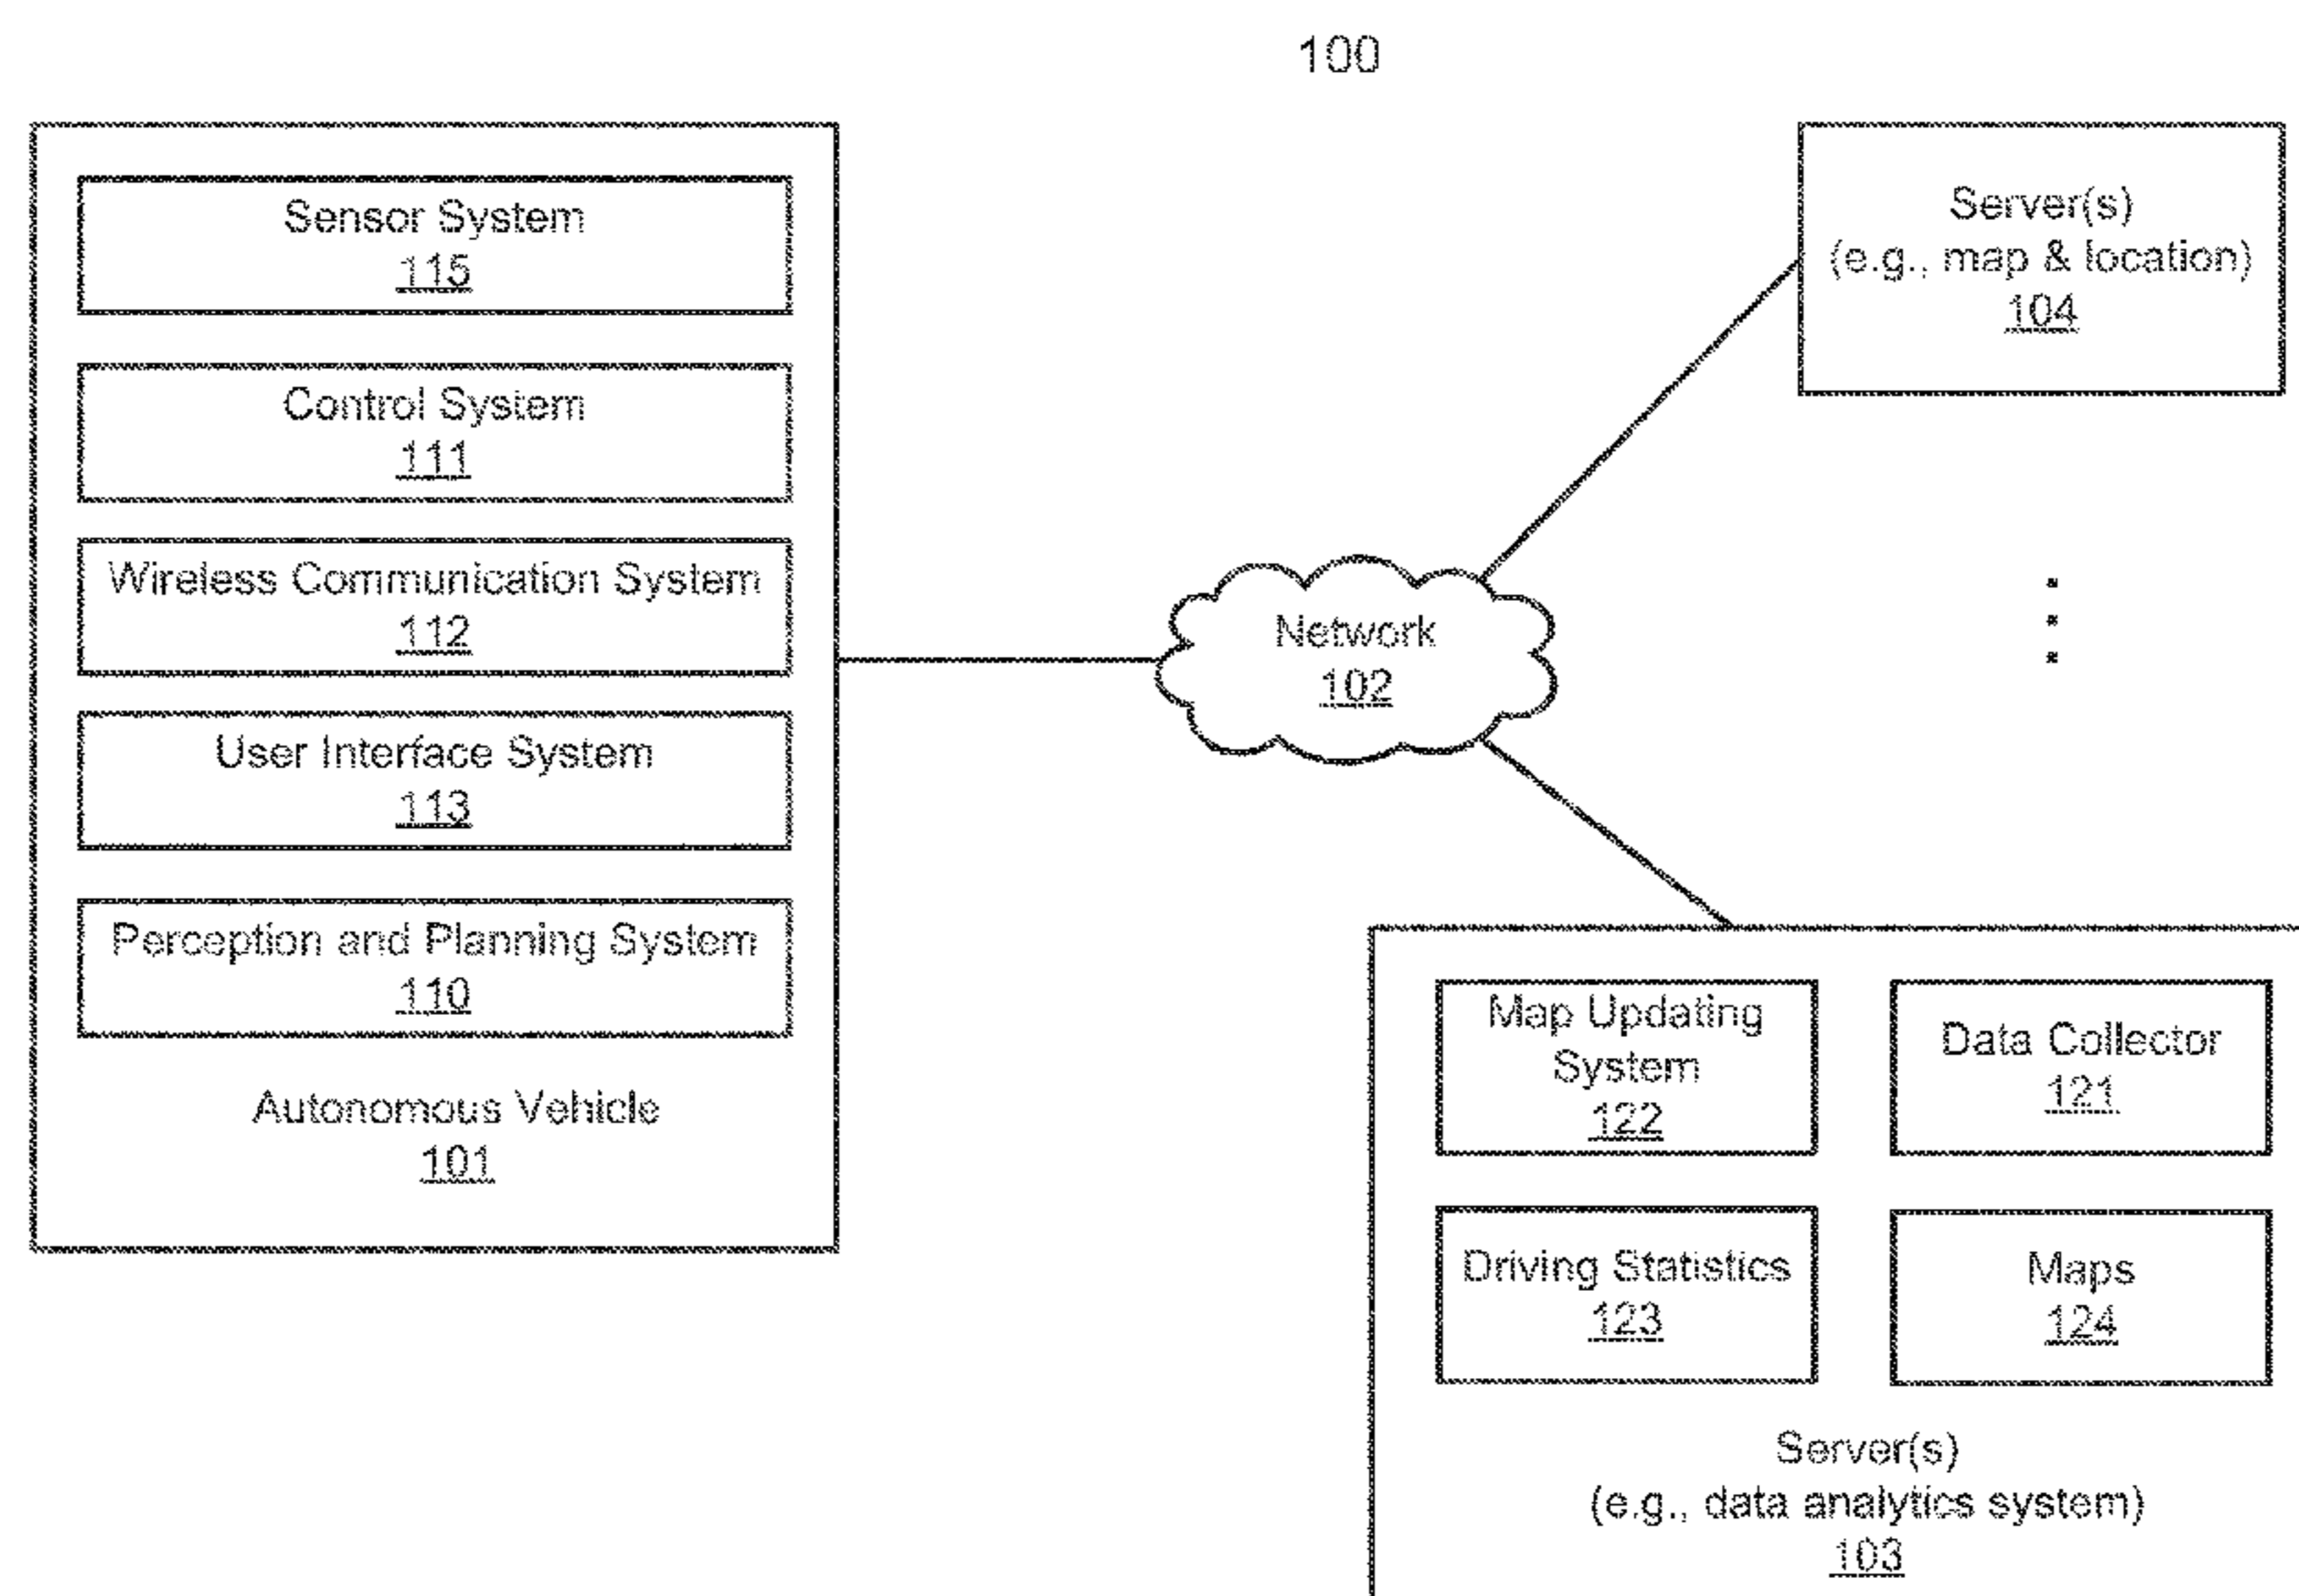 100
Sensor System
115
Control System
111
Wireless Communication System
112
User Interface System
113
Perception and Planning System
110
Autonomous Vehicle
101
Network
102
Server(s)
(e.g., map & location)
104
Map Updating
System
122
Data Collector
121
Driving Statistics
123
Maps
124
Server(s)
(e.g., data analytics system)
103